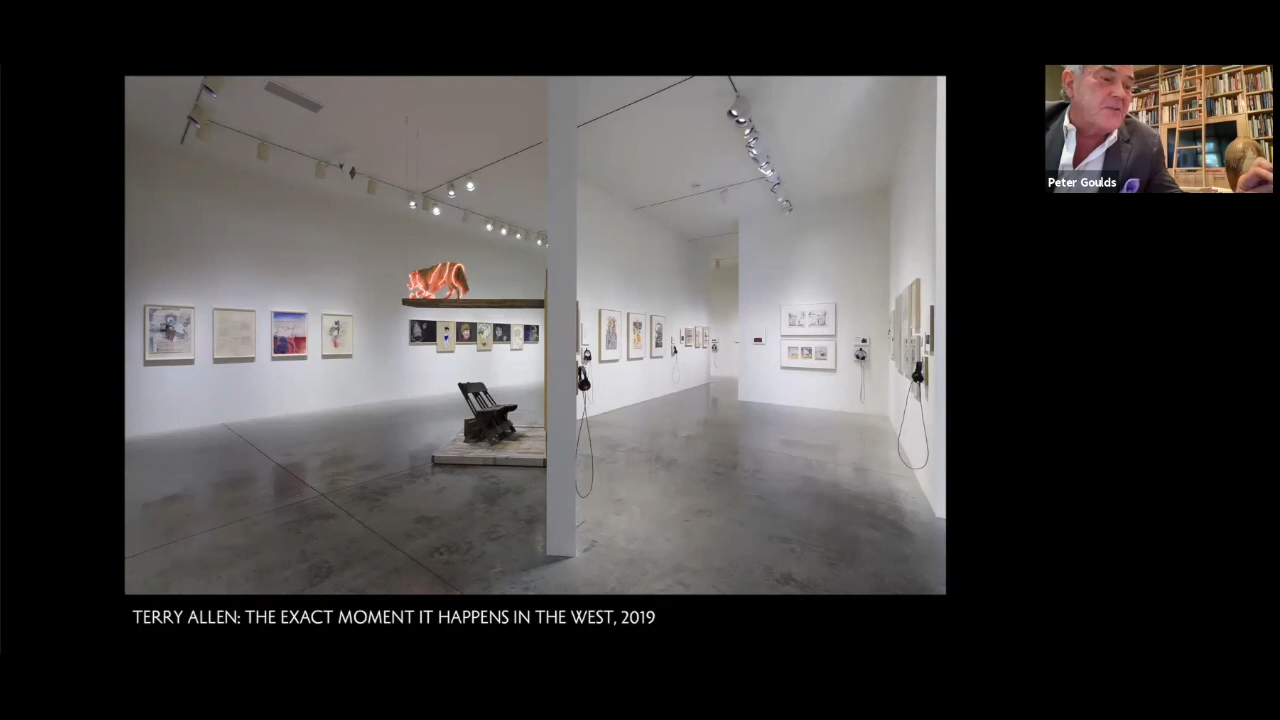 Peter Goulds
TERRY ALLEN: THE EXACT MOMENT IT HAPPENS IN THE WEST, 2019